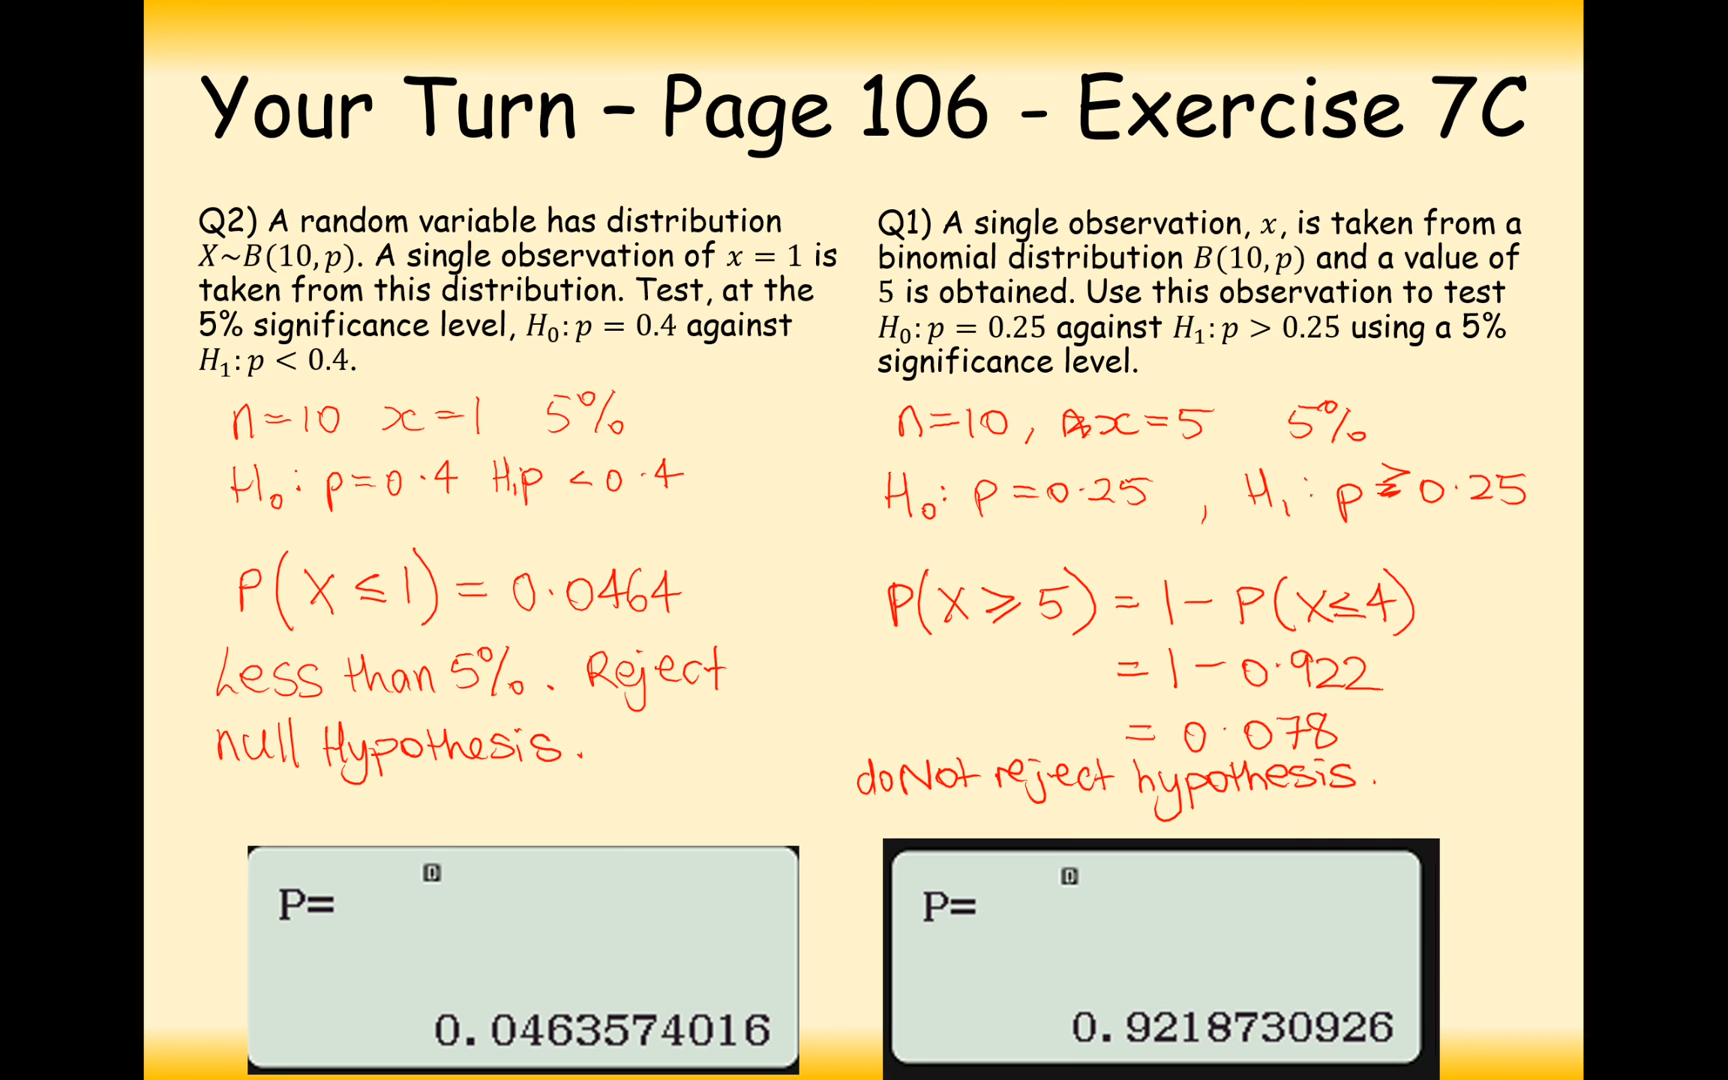 Your Turn – Page 106 - Exercise 7C
Q2) A random variable has distribution
X~B(10, p). A single observation of x = 1 is
taken from this distribution. Test, at the
5% significance level, H₀: p = 0.4 against
H₁: p < 0.4.
n=10 x=1 5%
H₀: p=0.4 H₁p <0.4
P(X ≤ 1) = 0.0464
Less than 5%. Reject
null Hypothesis.
P=
0.0463574016
Q1) A single observation, x, is taken from a
binomial distribution B(10, p) and a value of
5 is obtained. Use this observation to test
H₀: p = 0.25 against H₁: p > 0.25 using a 5%
significance level.
n=10, x=5 5%
H₀: p=0.25 , H₁: p > 0.25
P(X ≥ 5) = 1 – P(X≤4)
= 1 – 0.922
= 0.078
doNot reject hypothesis.
P=
0.9218730926